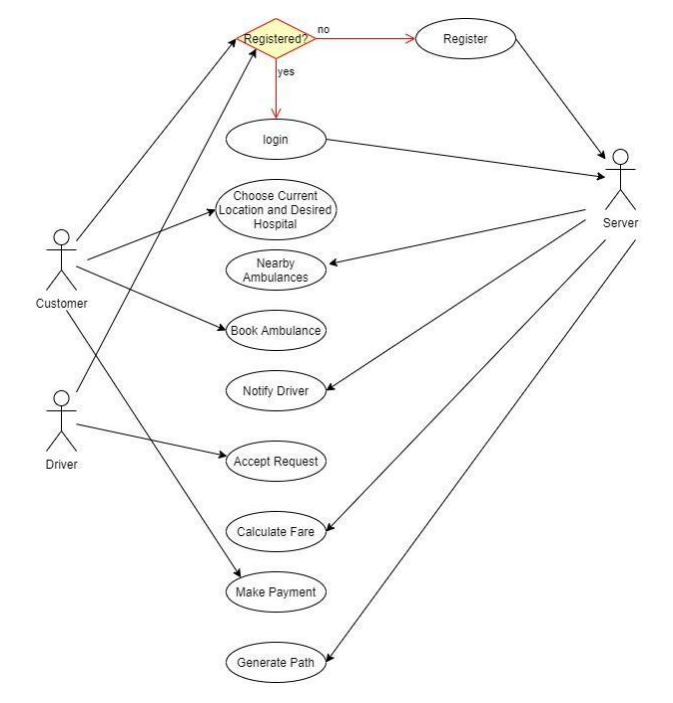 no
Registered?
Register
yes
login
Choose Current
Location and Desired
Hospital
Server
Nearby
Ambulances
Customer
Book Ambulance
Notify Driver
Driver
Accept Request
Calculate Fare
Make Payment
Generate Path